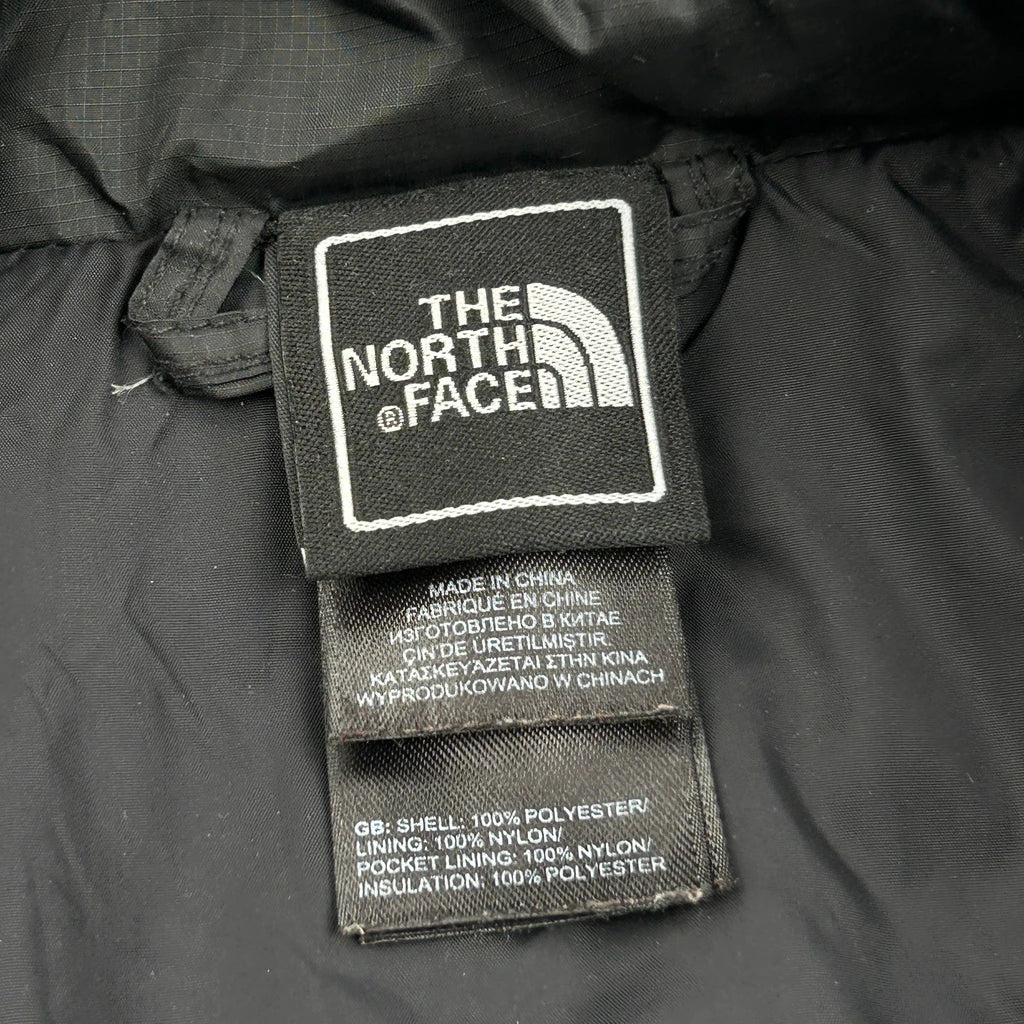 THE
NORTH
®FACE
MADE IN CHINA
FABRIQUÉ EN CHINE
ИЗГОТОВЛЕНО В КИТАЕ
ÇIN'DE ÜRETILMIŞTIR
ΚΑΤΑΣΚΕΥΑΖΕΤΑΙ ΣΤΗΝ ΚΙΝΑ
WYPRODUKOWANO W CHINACH
GB: SHELL: 100% POLYESTER/
LINING: 100% NYLON/
POCKET LINING: 100% NYLON/
INSULATION: 100% POLYESTER